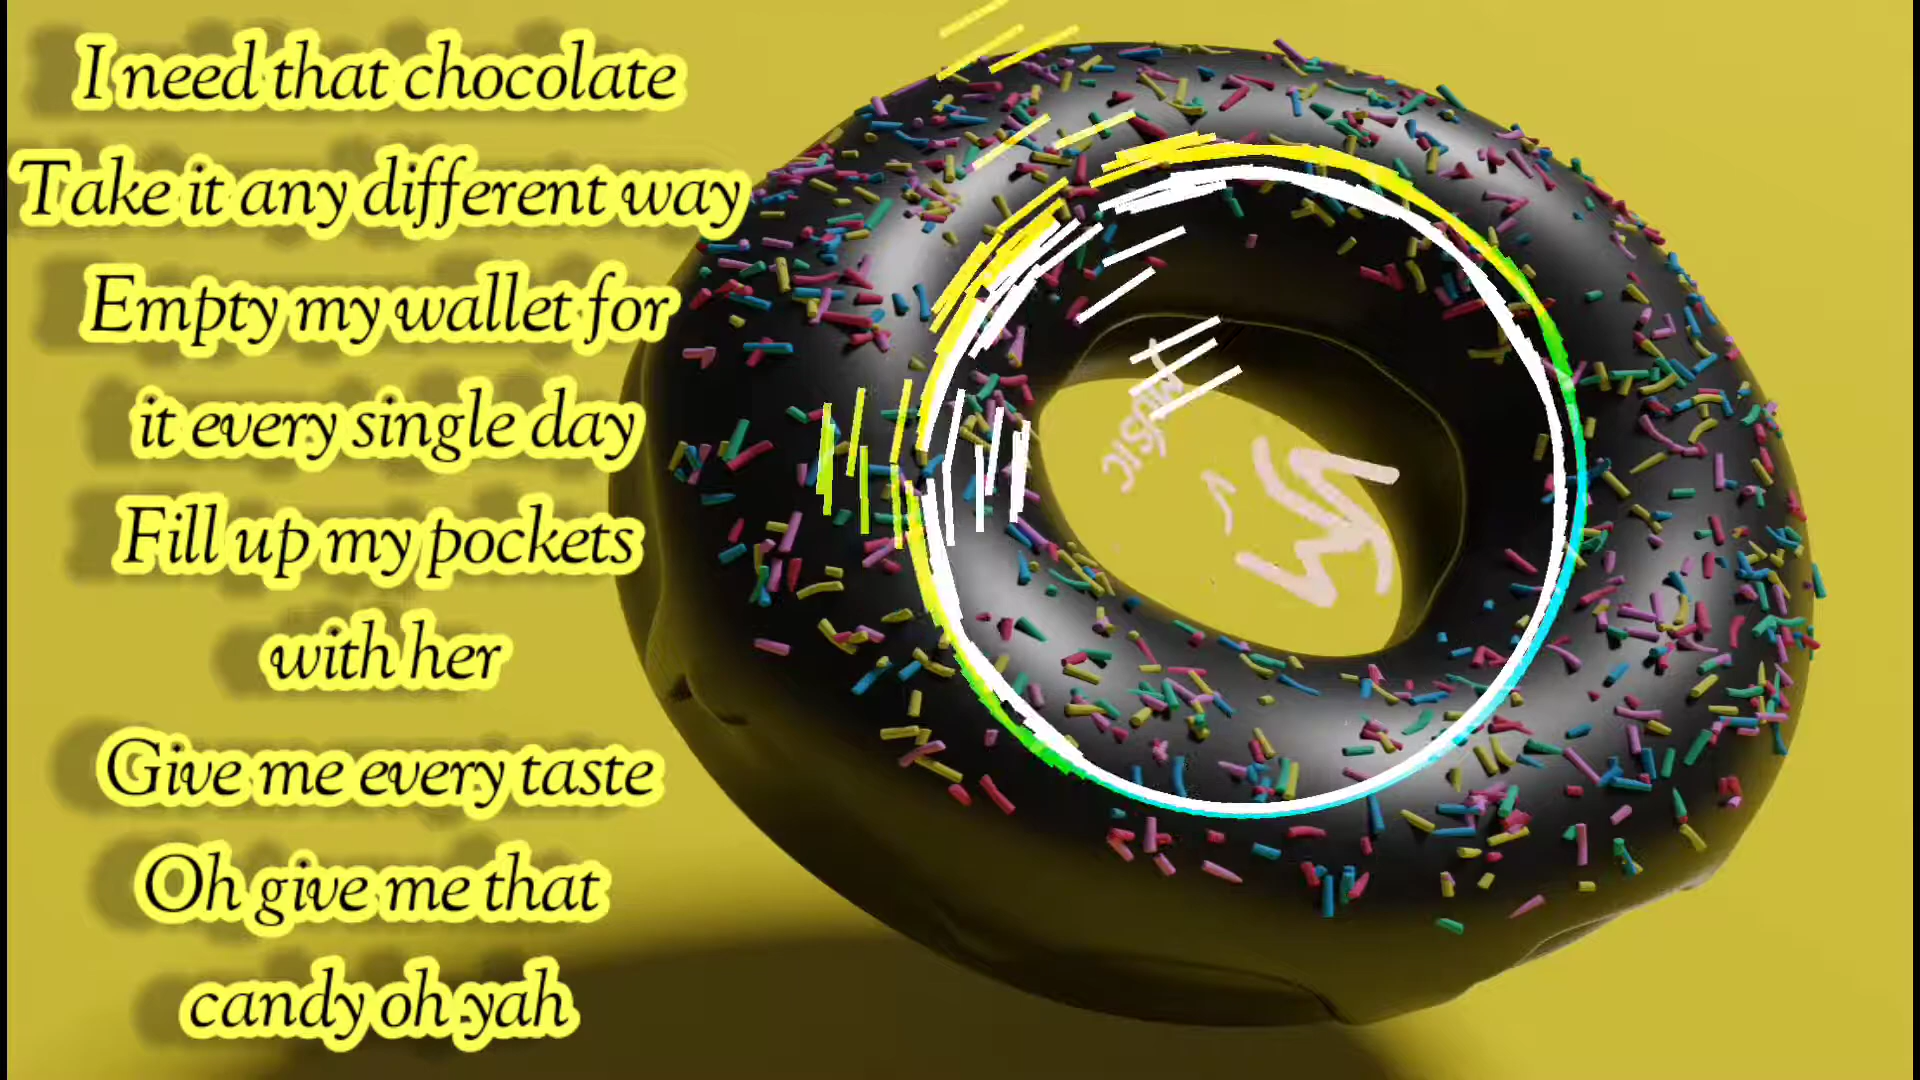 I need that chocolate
Take it any different way
Empty my wallet for
it every single day
Fill up my pockets
with her
Give me every taste
Oh give me that
candy oh yah
MUSIC